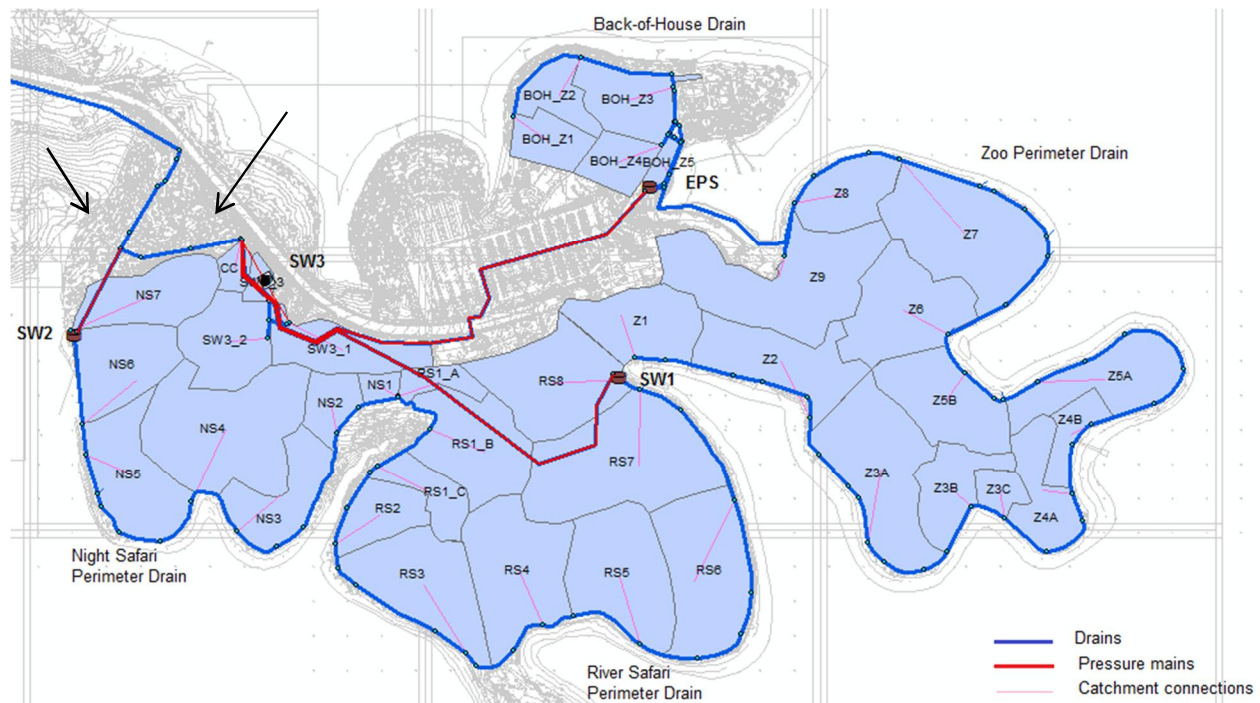 Back-of-House Drain
BOH_Z2
BOH_Z3
BOH_Z1
BOH_Z4
BOH
_Z5
EPS
Zoo Perimeter Drain
Z8
Z7
Z9
Z6
SW3
CC
NS7
SW2
SW3_2
SW3_1
Z1
Z2
NS6
NS1
RS1_A
RS8
SW1
Z5A
Z5B
NS2
Z4B
NS4
RS1_B
RS7
NS5
RS1_C
Z3A
Z3B
Z3C
NS3
RS2
Z4A
Night Safari
Perimeter Drain
RS3
RS4
RS5
RS6
River Safari
Perimeter Drain
Drains
Pressure mains
Catchment connections